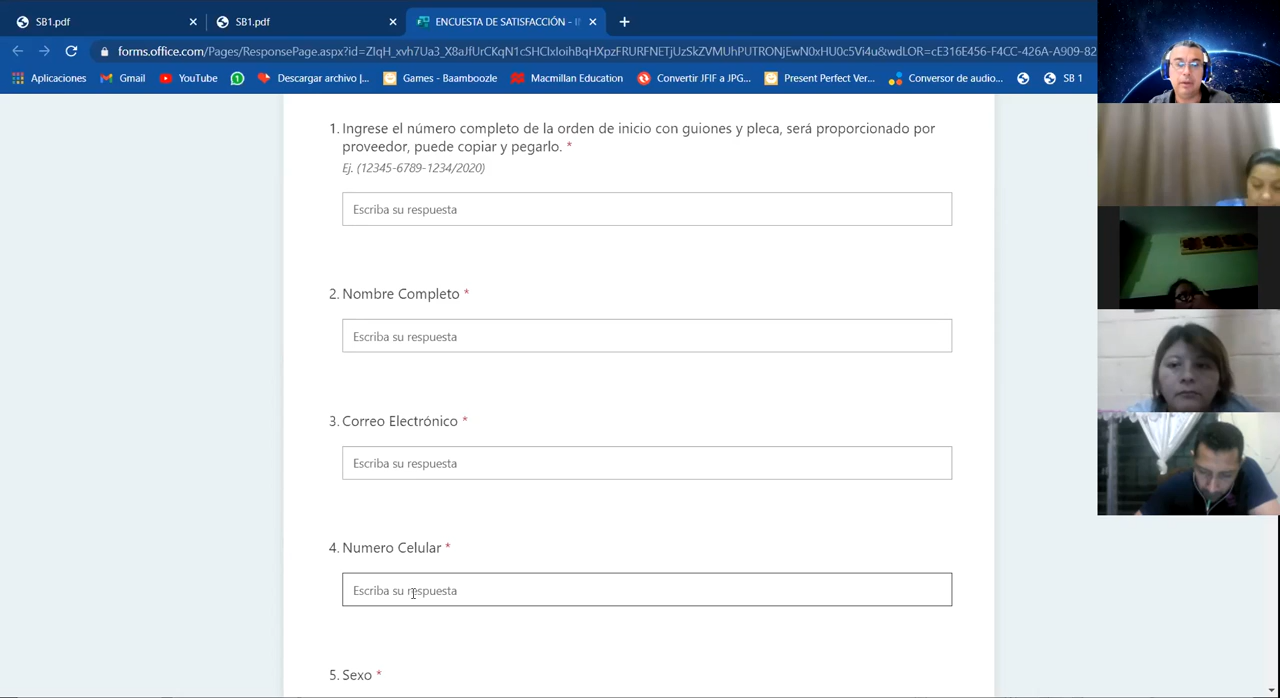 SB1.pdf
SB1.pdf
ENCUESTA DE SATISFACCIÓN - I
forms.office.com/Pages/ResponsePage.aspx?id=ZIqH_xvh7Ua3_X8aJfUrCKqN1cSHCIxIoihBqHXpzFRURFNETjUzSkZVMUhPUTRONjEwN0xHU0c5Vi4u&wdLOR=cE316E456-F4CC-426A-A909-82
Aplicaciones
Gmail
YouTube
Descargar archivo |...
Games - Baamboozle
Macmillan Education
Convertir JFIF a JPG...
Present Perfect Ver...
Conversor de audio...
SB 1
1. Ingrese el número completo de la orden de inicio con guiones y pleca, será proporcionado por
proveedor, puede copiar y pegarlo. *
Ej. (12345-6789-1234/2020)
Escriba su respuesta
2. Nombre Completo *
Escriba su respuesta
3. Correo Electrónico *
Escriba su respuesta
4. Numero Celular *
Escriba su respuesta
5. Sexo *